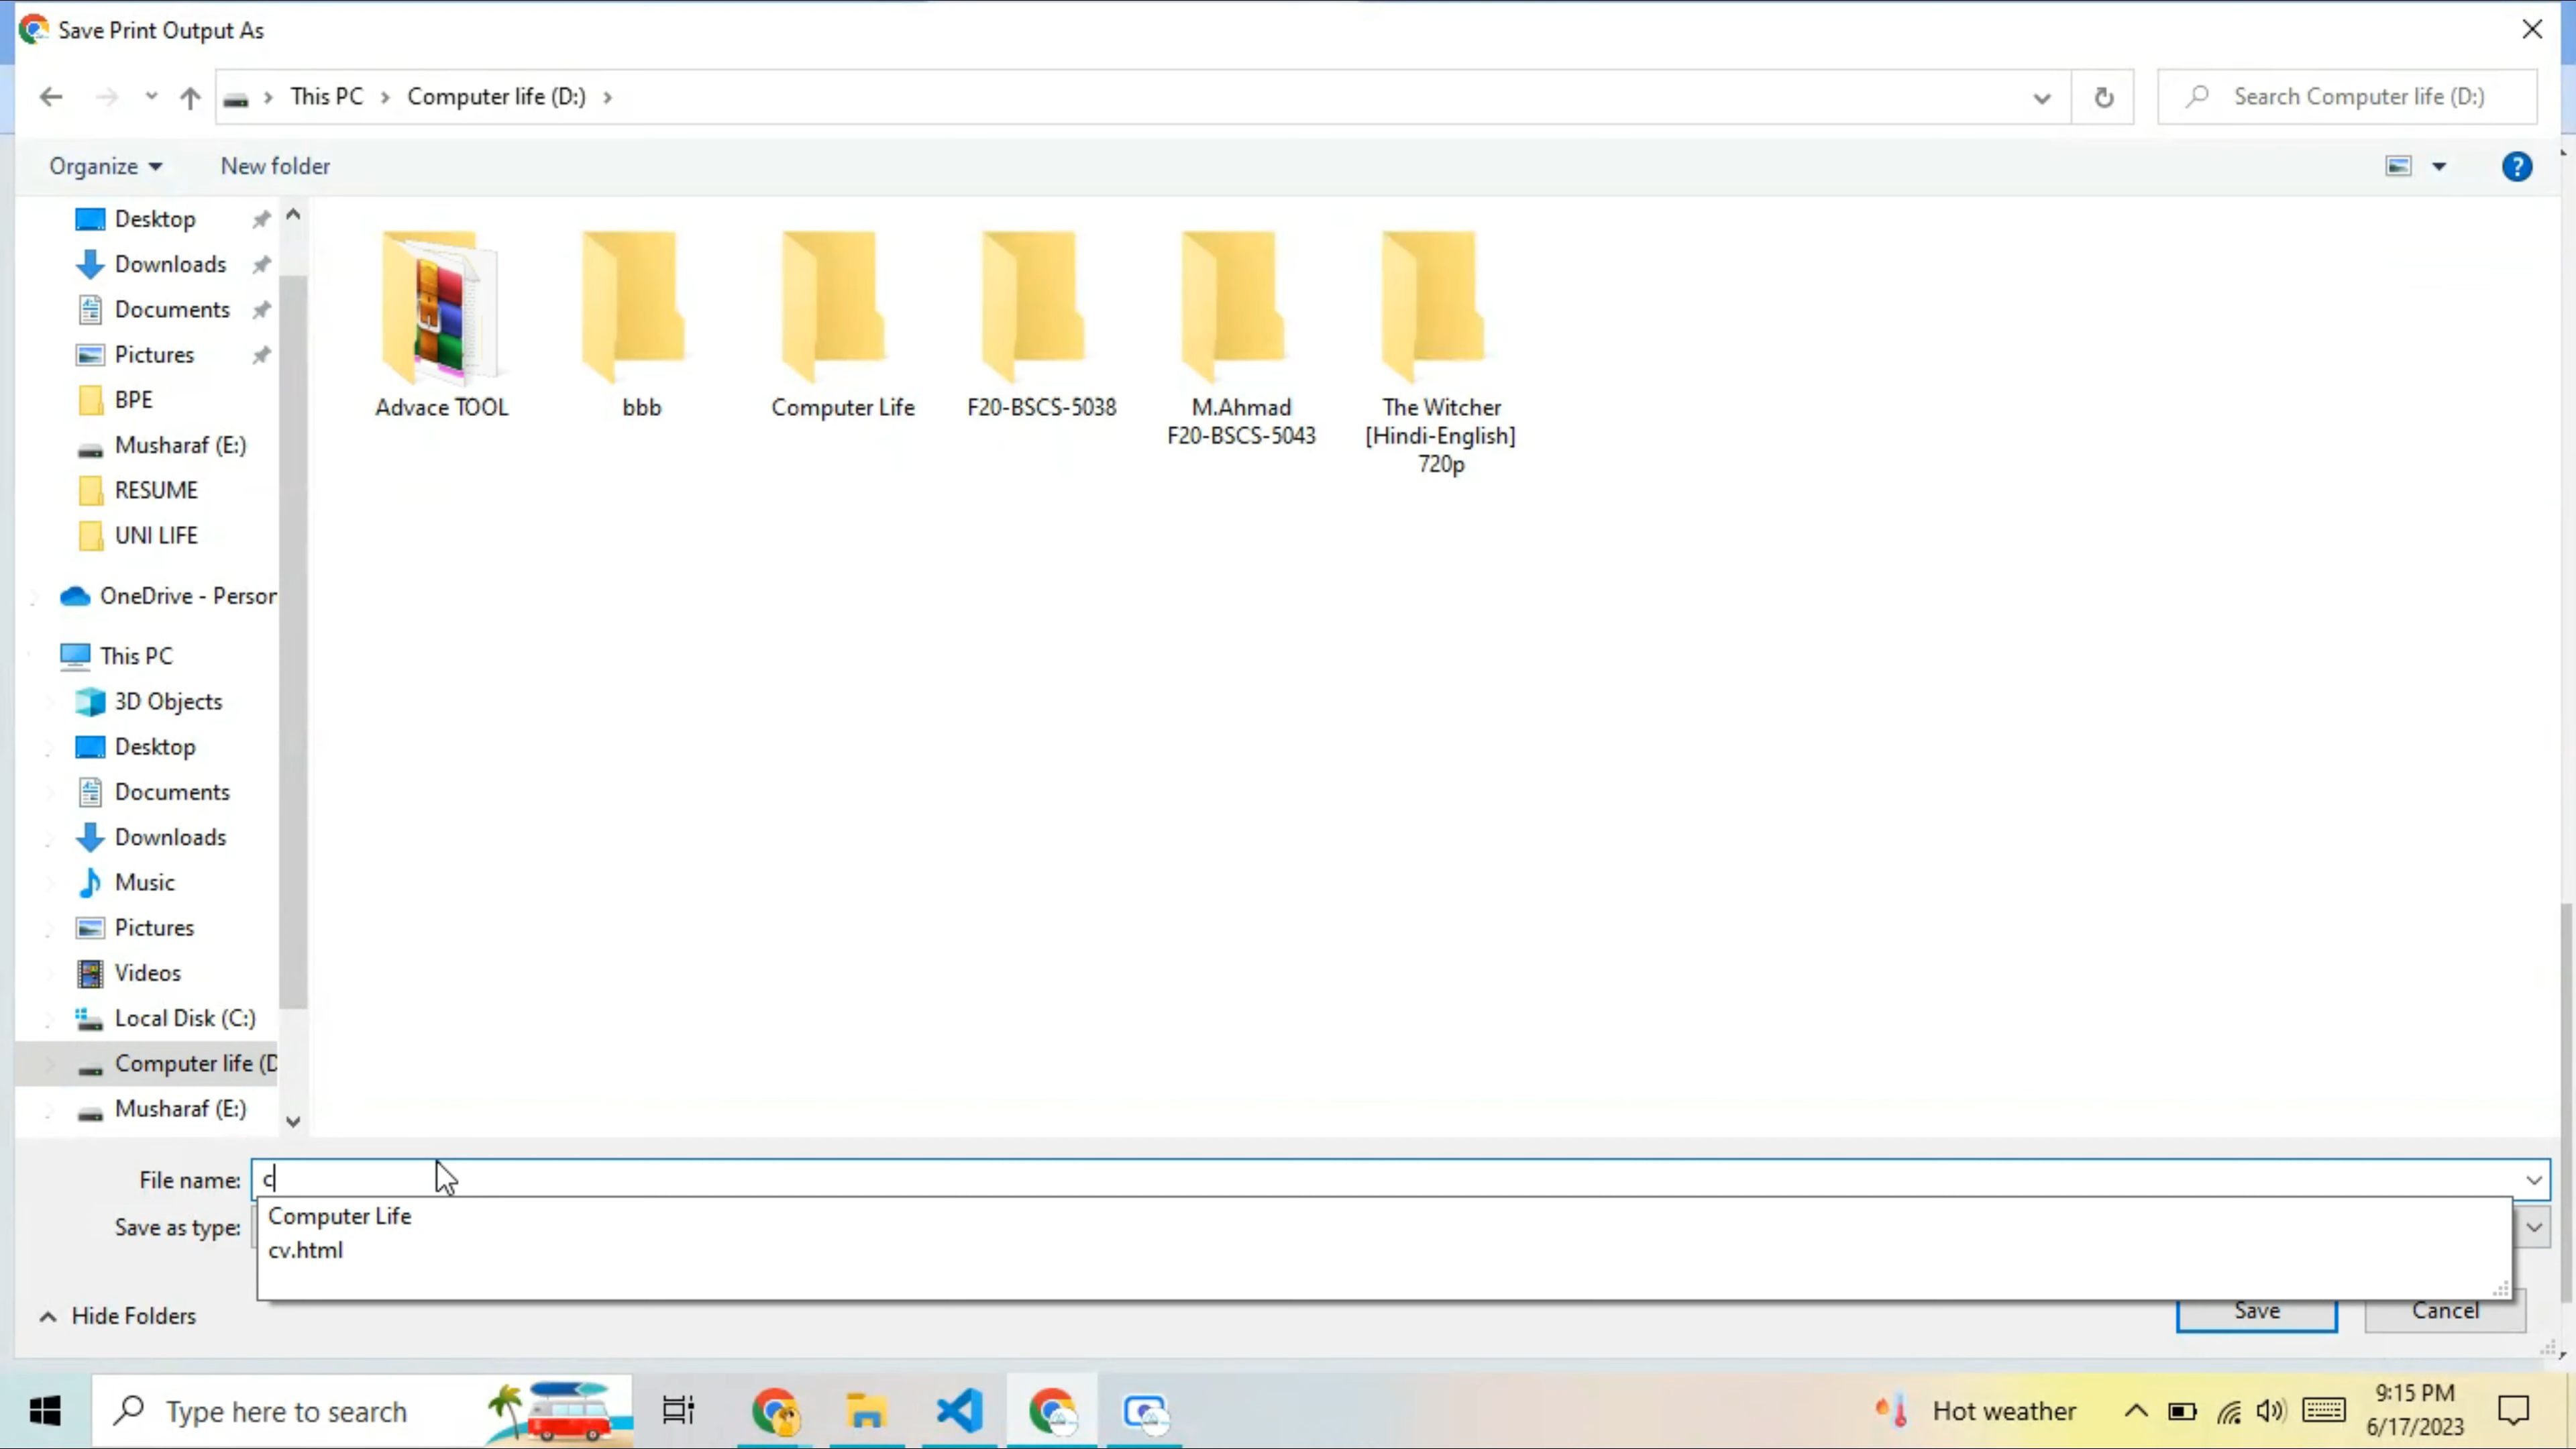 Save Print Output As
This PC
Computer life (D:)
Search Computer life (D:)
Organize
New folder
?
Desktop
Downloads
Documents
Pictures
BPE
Musharaf (E:)
RESUME
UNI LIFE
OneDrive - Person
This PC
3D Objects
Desktop
Documents
Downloads
Music
Pictures
Videos
Local Disk (C:)
Computer life (D
Musharaf (E:)
Advace TOOL
bbb
Computer Life
F20-BSCS-5038
M.Ahmad
F20-BSCS-5043
The Witcher
[Hindi-English]
720p
File name: c
Computer Life
cv.html
Save as type:
Hide Folders
Save
Cancel
Type here to search
Hot weather
9:15 PM
6/17/2023